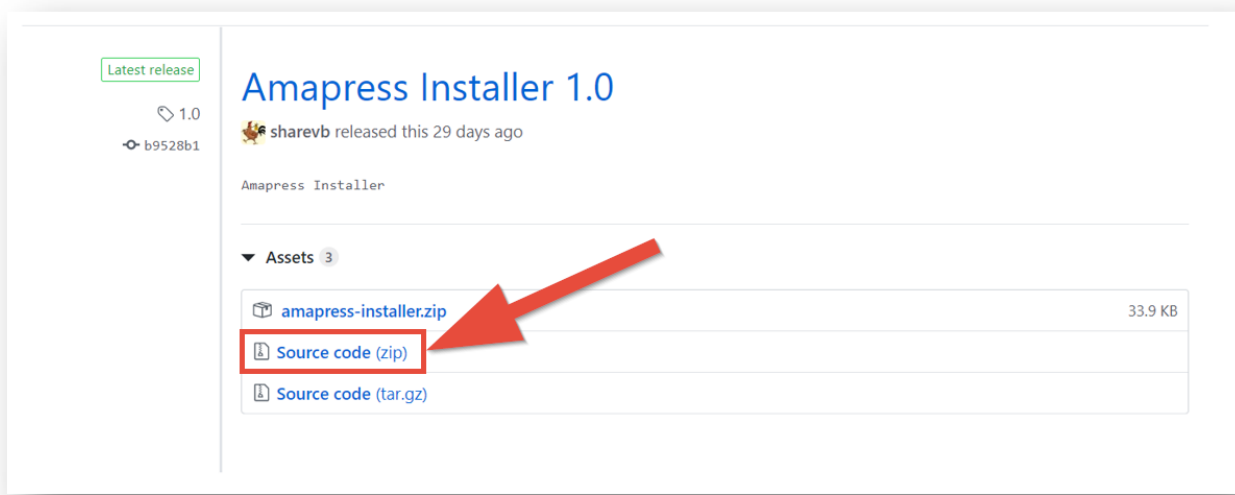 Latest release
1.0
b9528b1
Amapress Installer 1.0
sharevb released this 29 days ago
Amapress Installer
Assets 3
amapress-installer.zip 33.9 KB
Source code (zip)
Source code (tar.gz)